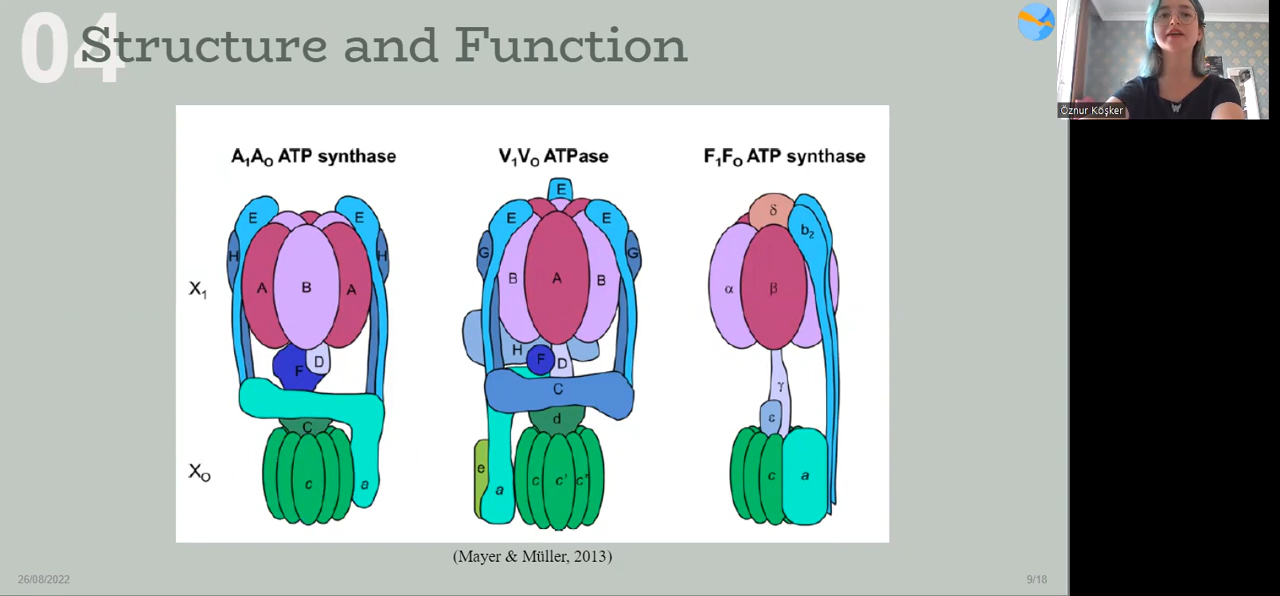 04
Structure and Function
Öznur Köşker
A₁A₀ ATP synthase
V₁V₀ ATPase
F₁F₀ ATP synthase
X₁
X₀
E
E
H
H
A
B
A
F
D
C
c
a
E
E
E
G
G
B
A
B
H
F
D
C
d
e
a
c
c'
c"
δ
b₂
α
β
γ
ε
c
a
(Mayer & Müller, 2013)
26/08/2022
9/18